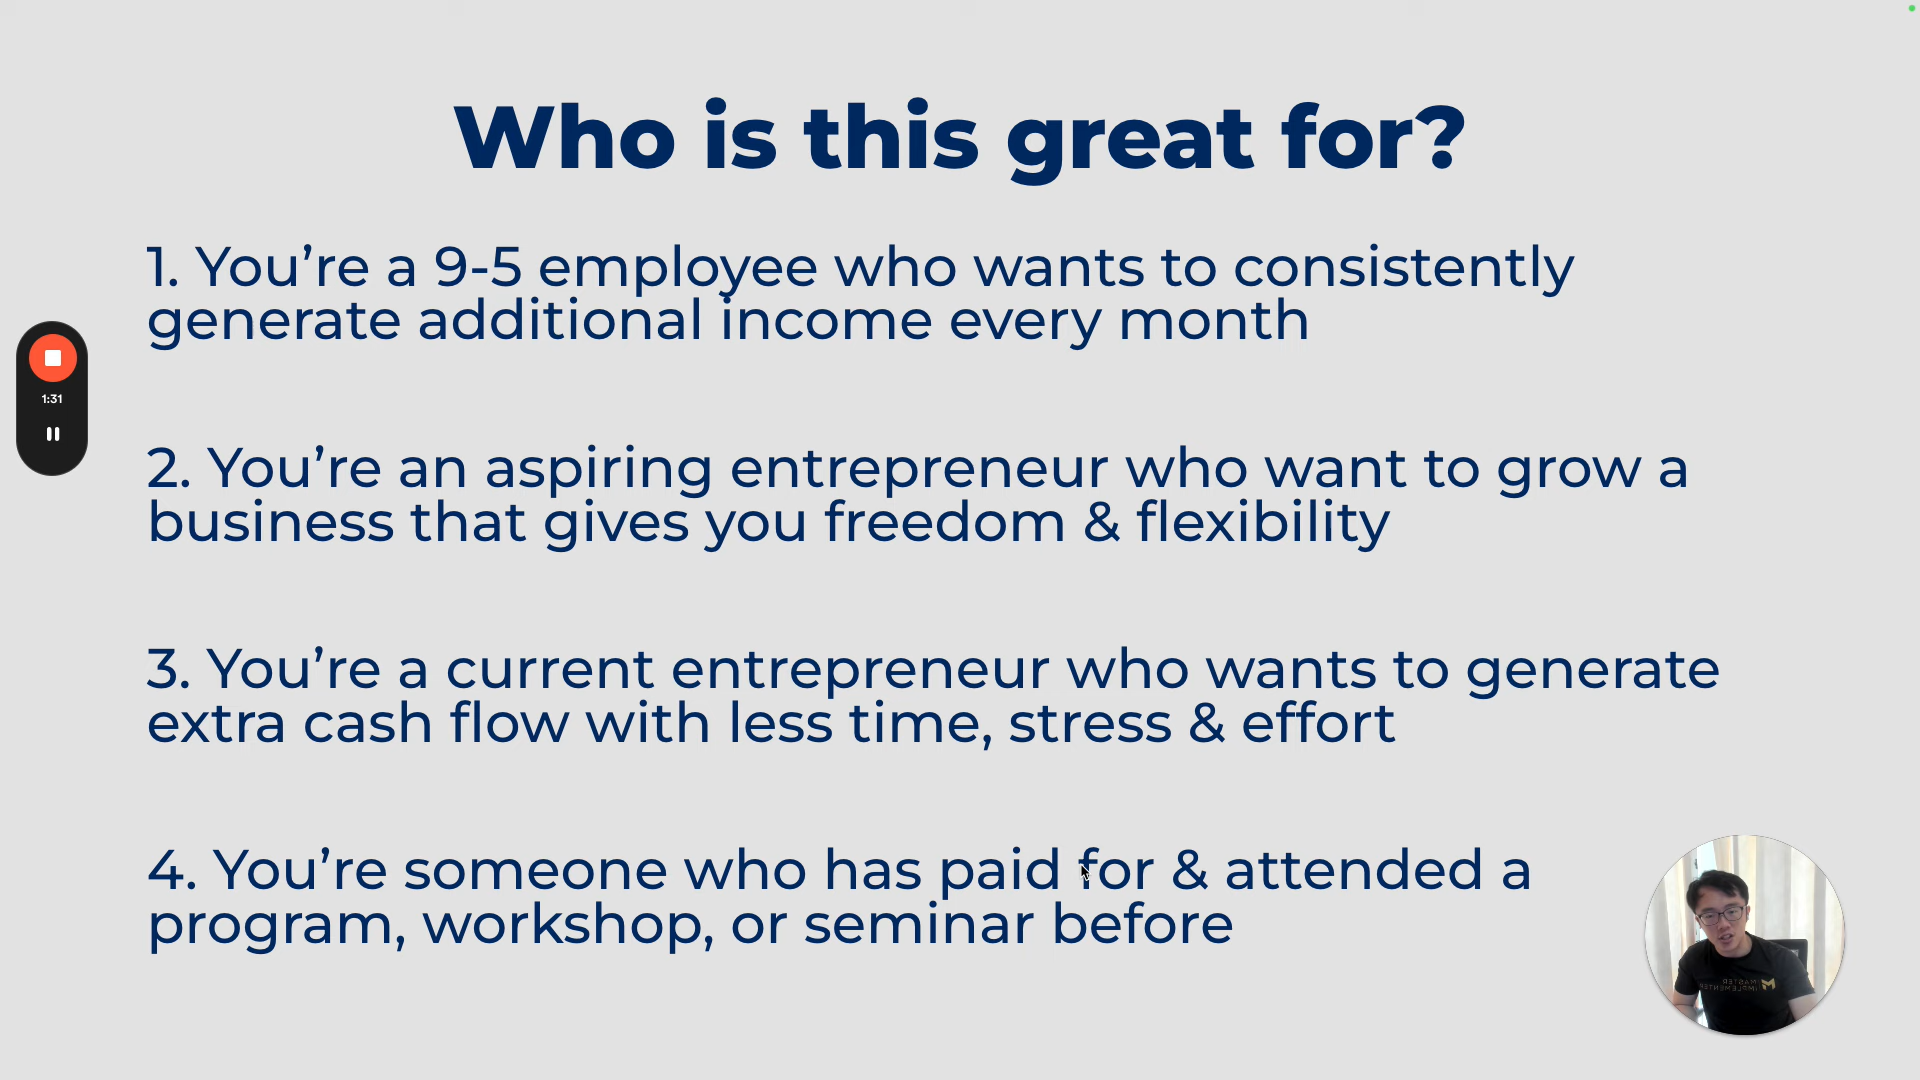 Who is this great for?
1. You’re a 9-5 employee who wants to consistently
generate additional income every month
1:31
2. You’re an aspiring entrepreneur who want to grow a
business that gives you freedom & flexibility
3. You’re a current entrepreneur who wants to generate
extra cash flow with less time, stress & effort
4. You’re someone who has paid for & attended a
program, workshop, or seminar before
MASTER
IMPLEMENTER